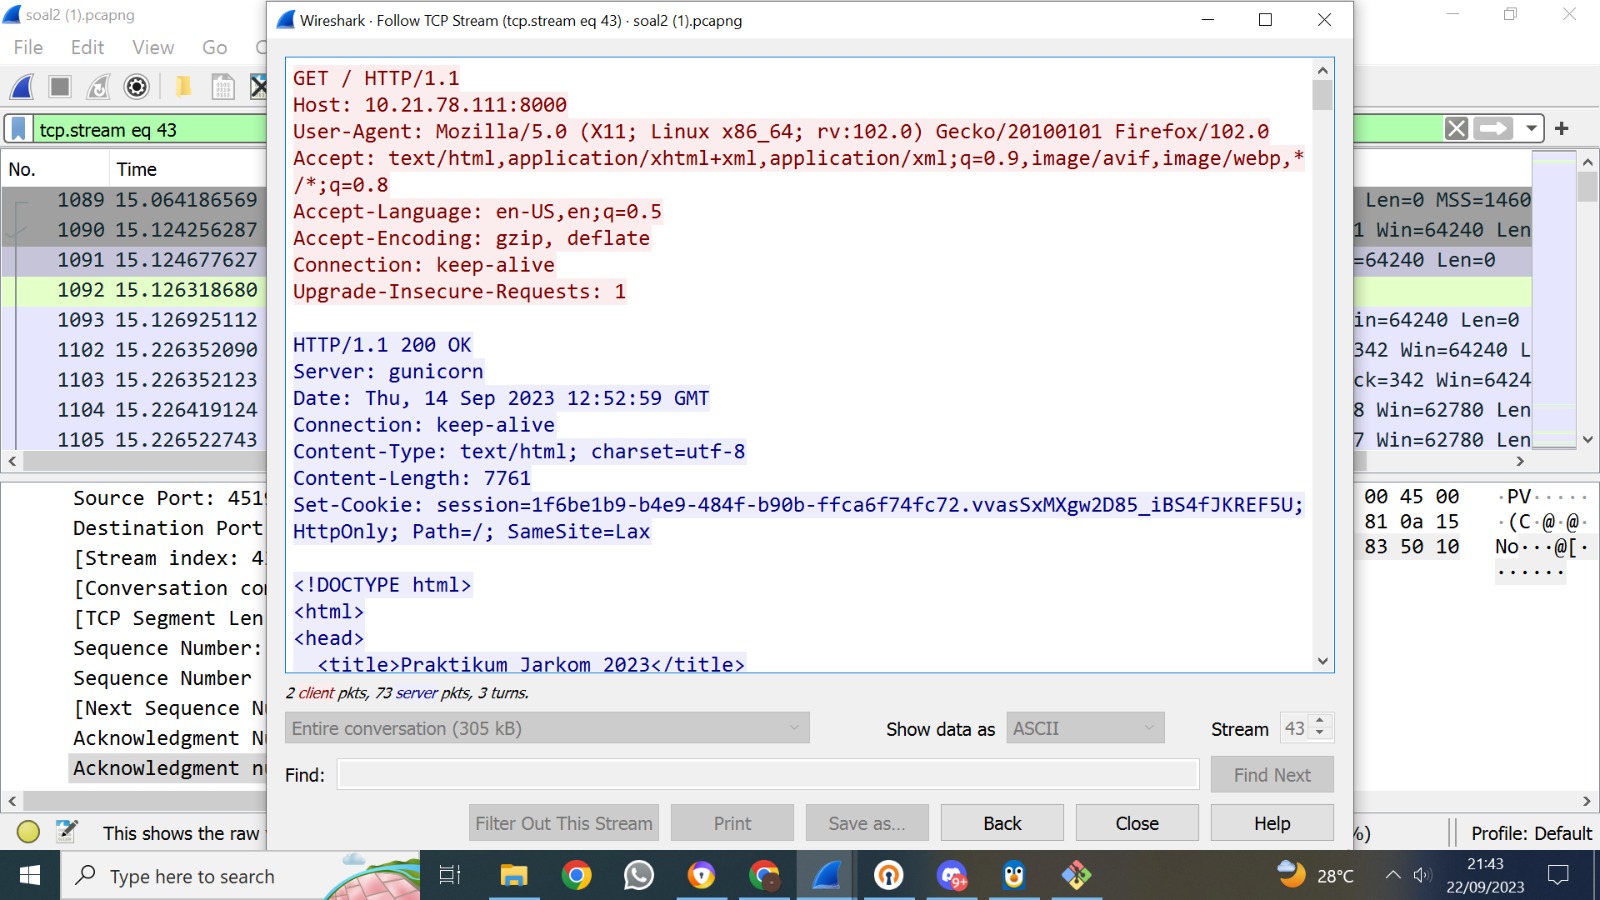 soal2 (1).pcapng
Wireshark · Follow TCP Stream (tcp.stream eq 43) · soal2 (1).pcapng
File Edit View Go
tcp.stream eq 43
No. Time
1089 15.064186569
1090 15.124256287
1091 15.124677627
1092 15.126318680
1093 15.126925112
1102 15.226352090
1103 15.226352123
1104 15.226419124
1105 15.226522743
Source Port: 4519
Destination Port
[Stream index: 4
[Conversation co
[TCP Segment Len
Sequence Number:
Sequence Number
[Next Sequence N
Acknowledgment N
Acknowledgment n
This shows the raw
GET / HTTP/1.1
Host: 10.21.78.111:8000
User-Agent: Mozilla/5.0 (X11; Linux x86_64; rv:102.0) Gecko/20100101 Firefox/102.0
Accept: text/html,application/xhtml+xml,application/xml;q=0.9,image/avif,image/webp,*
/*;q=0.8
Accept-Language: en-US,en;q=0.5
Accept-Encoding: gzip, deflate
Connection: keep-alive
Upgrade-Insecure-Requests: 1
HTTP/1.1 200 OK
Server: gunicorn
Date: Thu, 14 Sep 2023 12:52:59 GMT
Connection: keep-alive
Content-Type: text/html; charset=utf-8
Content-Length: 7761
Set-Cookie: session=1f6be1b9-b4e9-484f-b90b-ffca6f74fc72.vvasSxMXgw2D85_iBS4fJKREF5U;
HttpOnly; Path=/; SameSite=Lax
<!DOCTYPE html>
<html>
<head>
<title>Praktikum Jarkom 2023</title>
2 client pkts, 73 server pkts, 3 turns.
Entire conversation (305 kB) Show data as ASCII Stream 43
Find: Find Next
Filter Out This Stream Print Save as... Back Close Help
Len=0 MSS=1460
1 Win=64240 Len
=64240 Len=0
in=64240 Len=0
342 Win=64240 L
ck=342 Win=6424
8 Win=62780 Len
7 Win=62780 Len
00 45 00 ·PV·····
81 0a 15 ·(C·@·@·
83 50 10 No···@[·
······
%) Profile: Default
Type here to search
9+
28°C
21:43
22/09/2023